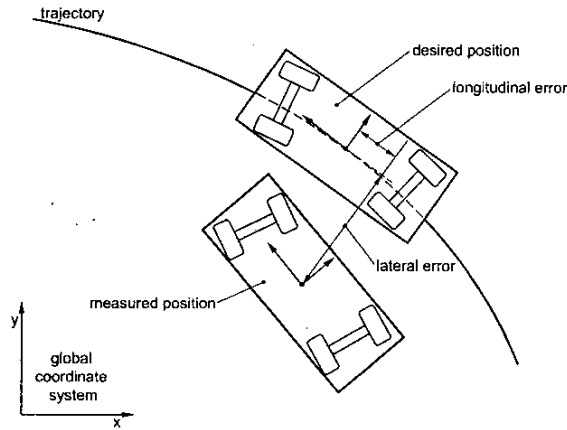 trajectory
desired position
longitudinal error
lateral error
measured position
y
global
coordinate
system
x